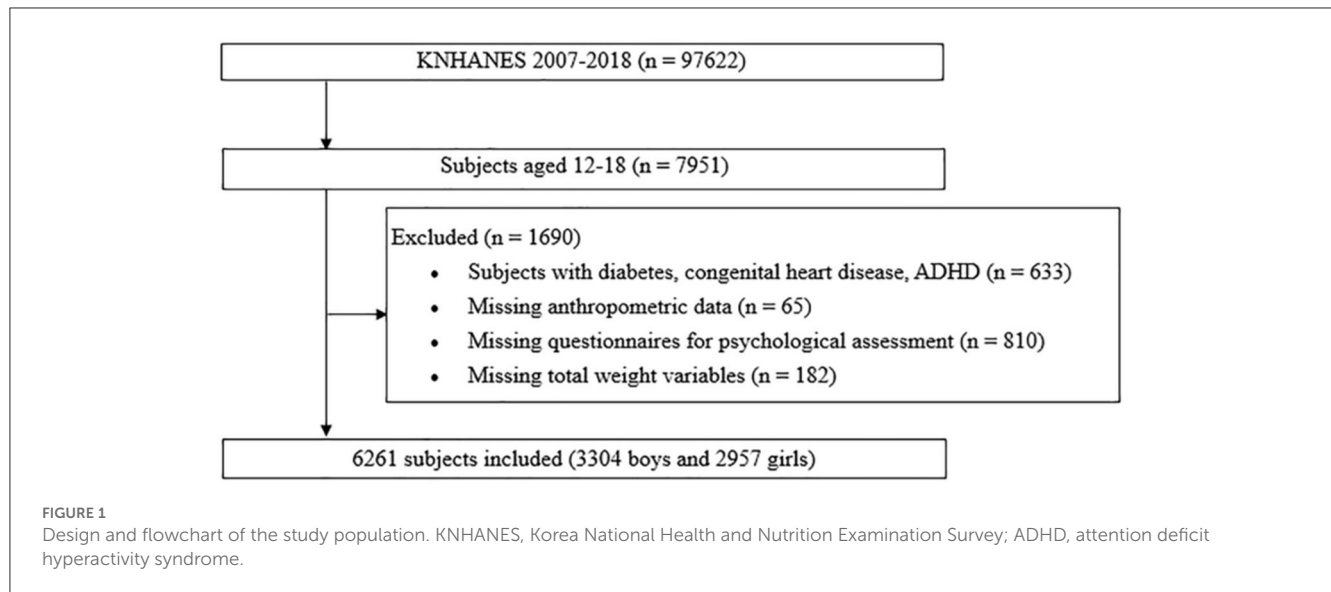 KNHANES 2007-2018 (n = 97622)
Subjects aged 12-18 (n = 7951)
Excluded (n = 1690)
• Subjects with diabetes, congenital heart disease, ADHD (n = 633)
• Missing anthropometric data (n = 65)
• Missing questionnaires for psychological assessment (n = 810)
• Missing total weight variables (n = 182)
6261 subjects included (3304 boys and 2957 girls)
FIGURE 1
Design and flowchart of the study population. KNHANES, Korea National Health and Nutrition Examination Survey; ADHD, attention deficit
hyperactivity syndrome.